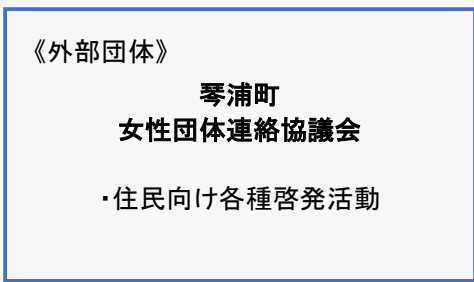 《外部団体》
琴浦町
女性団体連絡協議会
・住民向け各種啓発活動